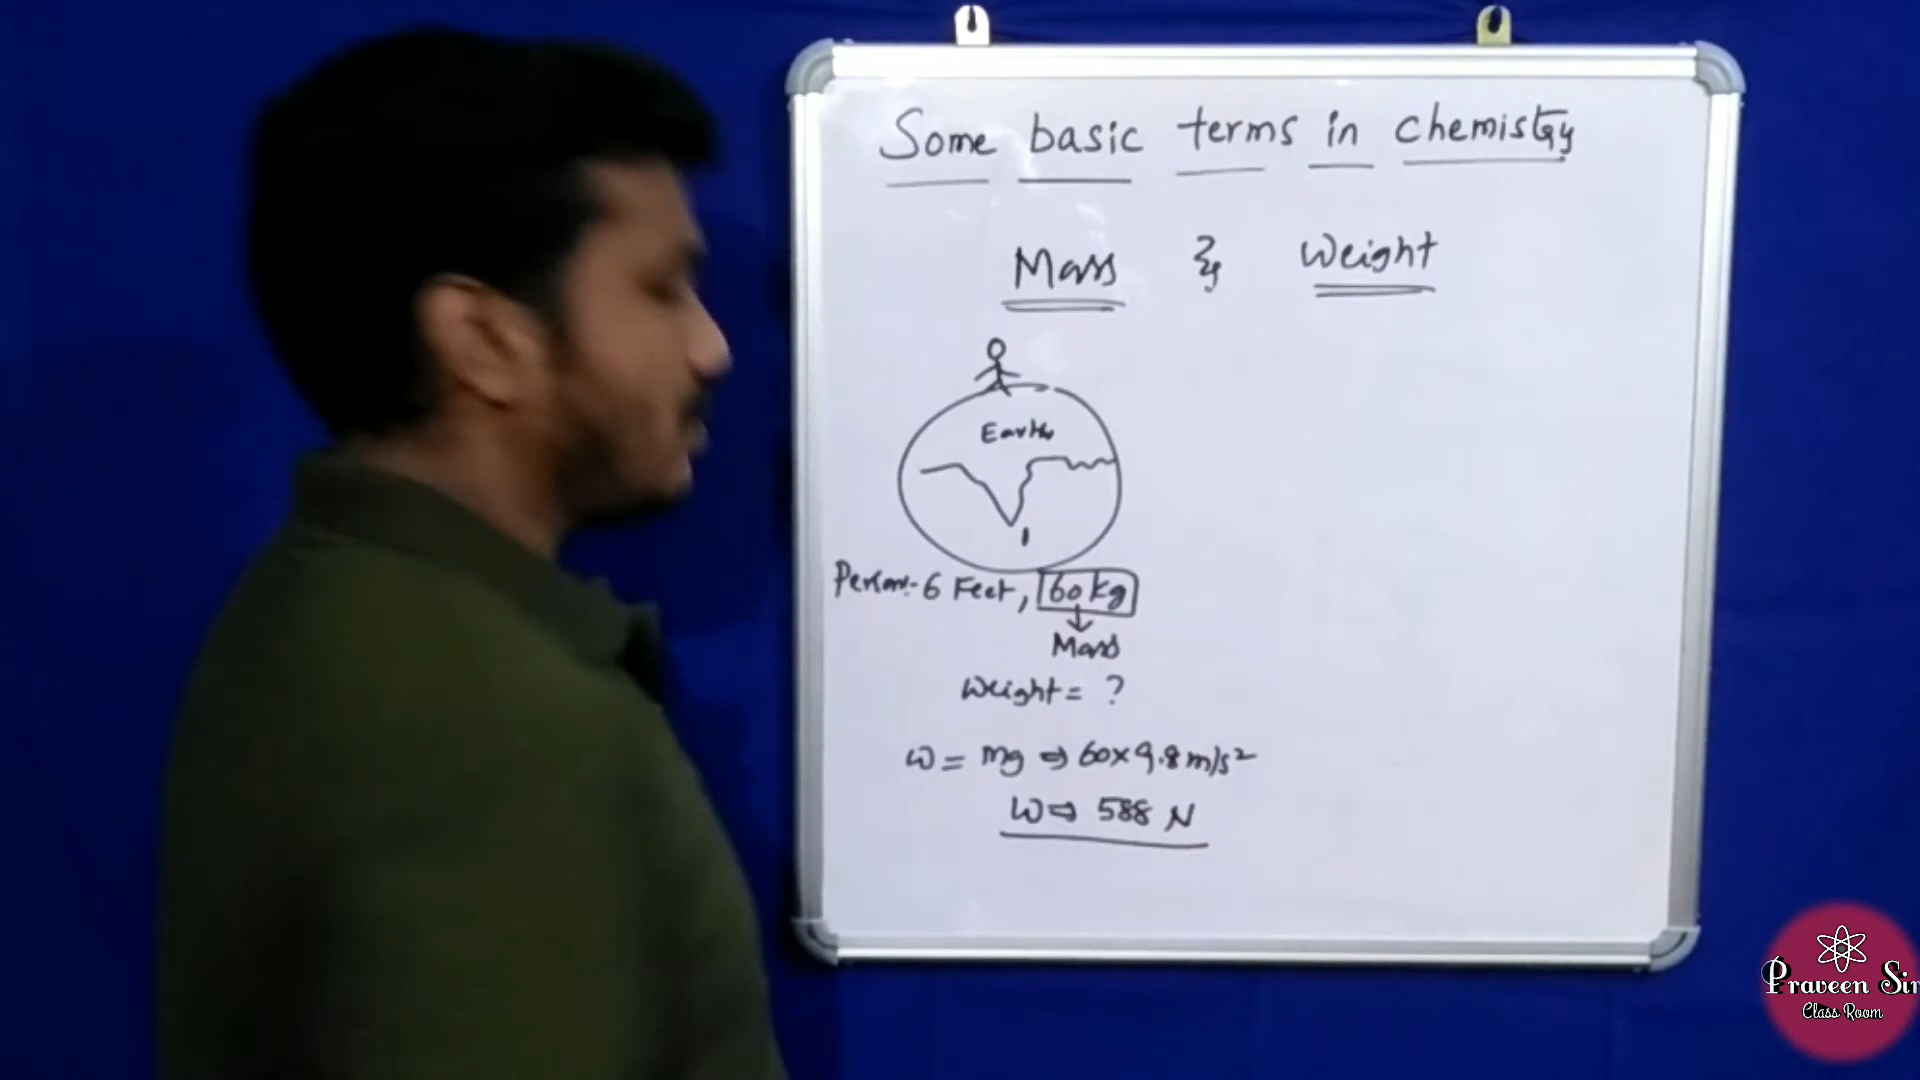 Some basic terms in chemistry
Mass & Weight
Earth
Person:- 6 Feet, 60 kg
Mass
Weight = ?
W = mg ⇒ 60×9.8 m/s²
W ⇒ 588 N
Praveen Sir
Class Room